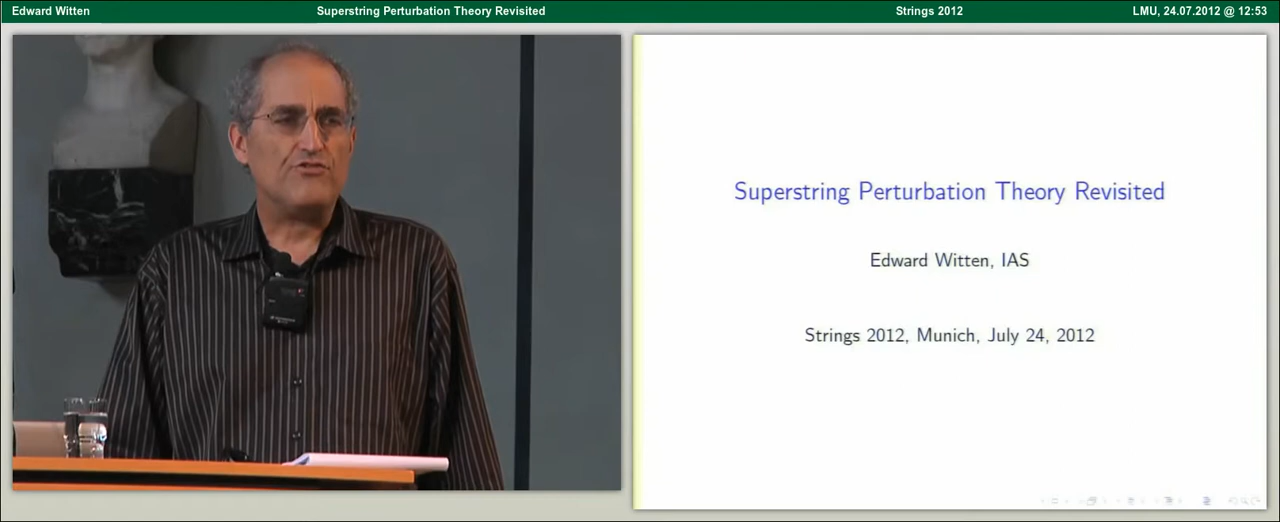 Edward Witten Superstring Perturbation Theory Revisited Strings 2012 LMU, 24.07.2012 @ 12:53
Superstring Perturbation Theory Revisited
Edward Witten, IAS
Strings 2012, Munich, July 24, 2012